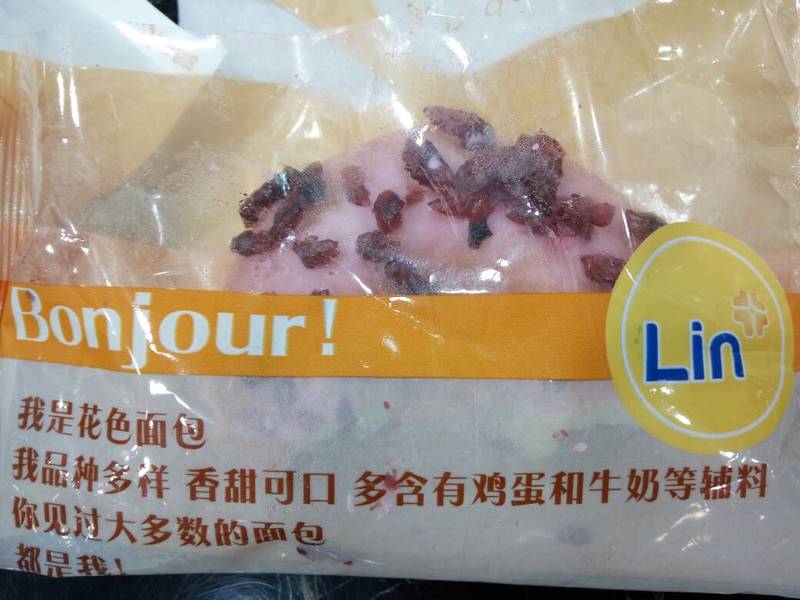 Bonjour!
Lin
我是花色面包
我品种多样 香甜可口 多含有鸡蛋和牛奶等辅料
你见过大多数的面包
都是我!